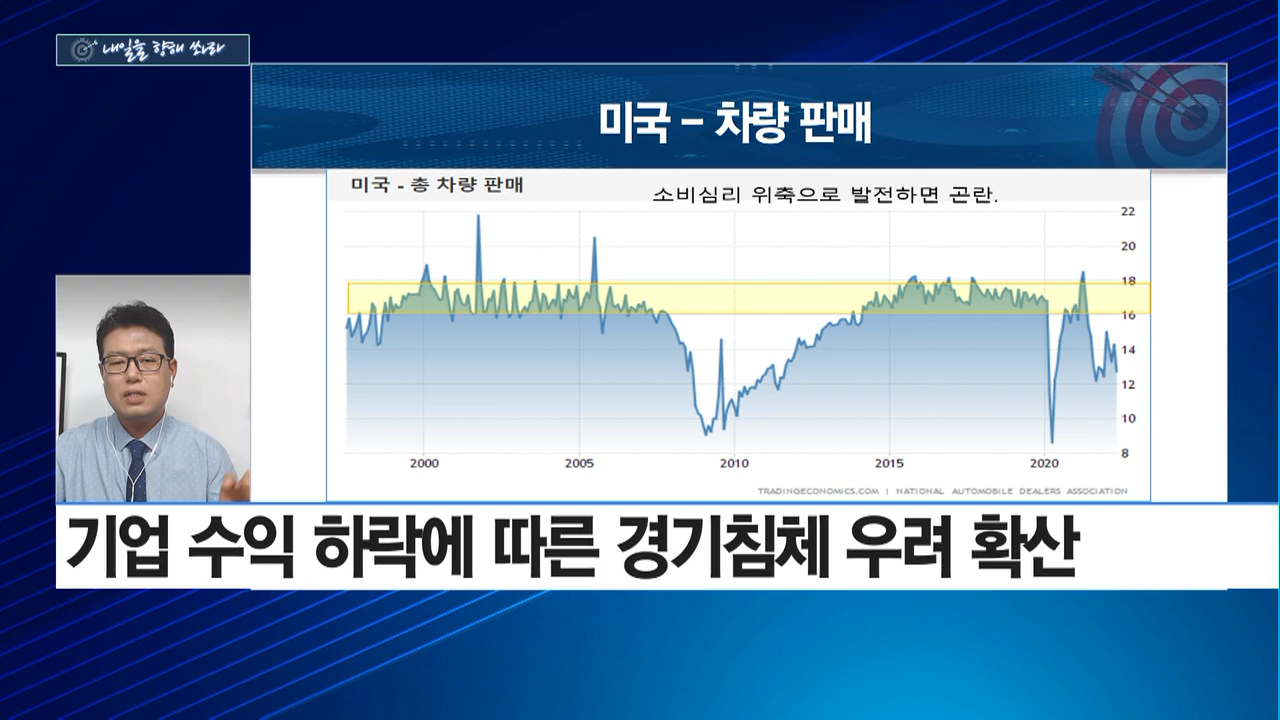 내일을 향해 쏴라
미국 - 차량 판매
미국 - 총 차량 판매
소비심리 위축으로 발전하면 곤란.
22
20
18
16
14
12
10
8
2000 2005 2010 2015 2020
TRADINGECONOMICS.COM | NATIONAL AUTOMOBILE DEALERS ASSOCIATION
기업 수익 하락에 따른 경기침체 우려 확산